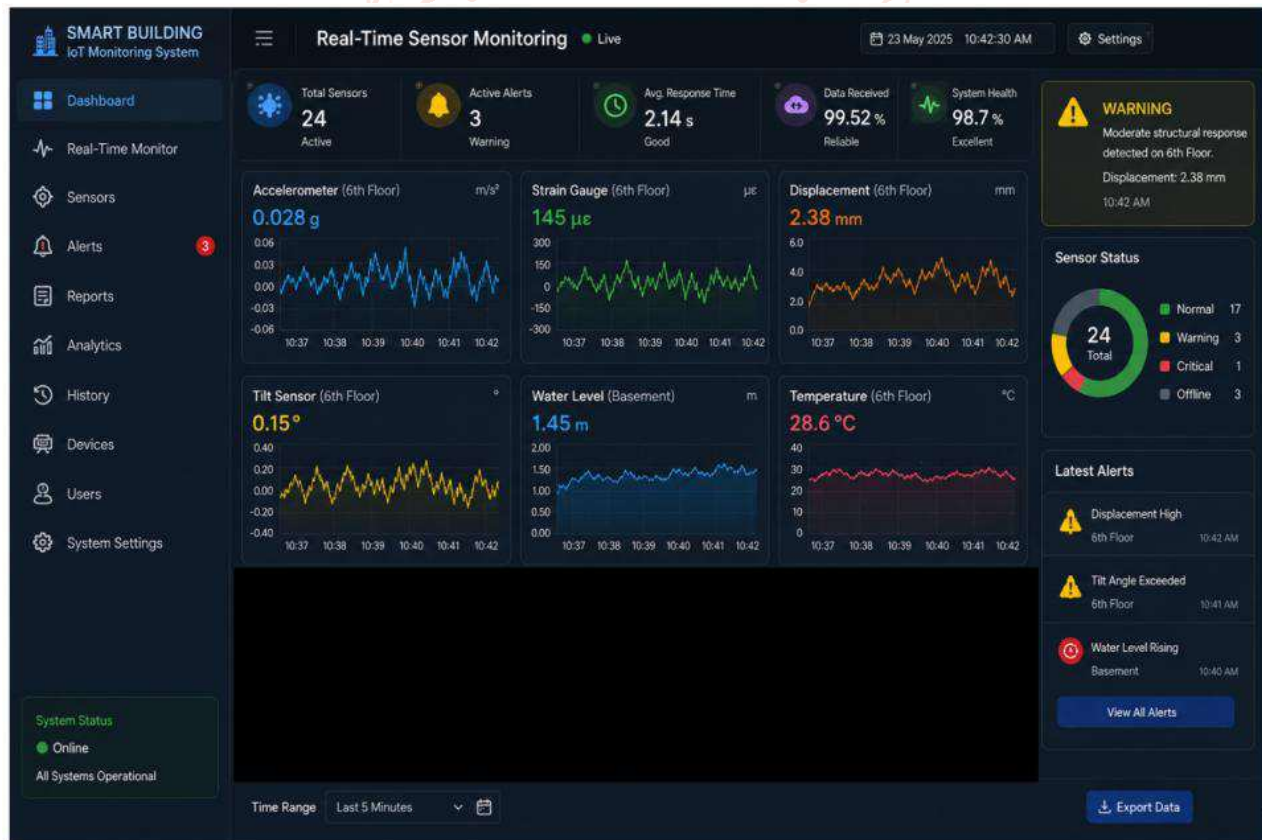 SMART BUILDING
IoT Monitoring System
Real-Time Sensor Monitoring
Live
23 May 2025 10:42:30 AM
Settings
Dashboard
Real-Time Monitor
Sensors
Alerts
3
Reports
Analytics
History
Devices
Users
System Settings
System Status
Online
All Systems Operational
Total Sensors
24
Active
Active Alerts
3
Warning
Avg. Response Time
2.14 s
Good
Data Received
99.52 %
Reliable
System Health
98.7 %
Excellent
Accelerometer (6th Floor) m/s²
0.028 g
0.06
0.03
0.00
-0.03
-0.06
10:37 10:38 10:39 10:40 10:41 10:42
Strain Gauge (6th Floor) με
145 με
300
150
0
-150
-300
10:37 10:38 10:39 10:40 10:41 10:42
Displacement (6th Floor) mm
2.38 mm
6.0
4.0
2.0
0.0
10:37 10:38 10:39 10:40 10:41 10:42
Tilt Sensor (6th Floor) °
0.15°
0.40
0.20
0.00
-0.20
-0.40
10:37 10:38 10:39 10:40 10:41 10:42
Water Level (Basement) m
1.45 m
2.00
1.50
1.00
0.50
0.00
10:37 10:38 10:39 10:40 10:41 10:42
Temperature (6th Floor) °C
28.6 °C
40
30
20
10
0
10:37 10:38 10:39 10:40 10:41 10:42
WARNING
Moderate structural response
detected on 6th Floor.
Displacement: 2.38 mm
10:42 AM
Sensor Status
24
Total
Normal 17
Warning 3
Critical 1
Offline 3
Latest Alerts
Displacement High
6th Floor 10:42 AM
Tilt Angle Exceeded
6th Floor 10:41 AM
Water Level Rising
Basement 10:40 AM
View All Alerts
Time Range Last 5 Minutes
Export Data